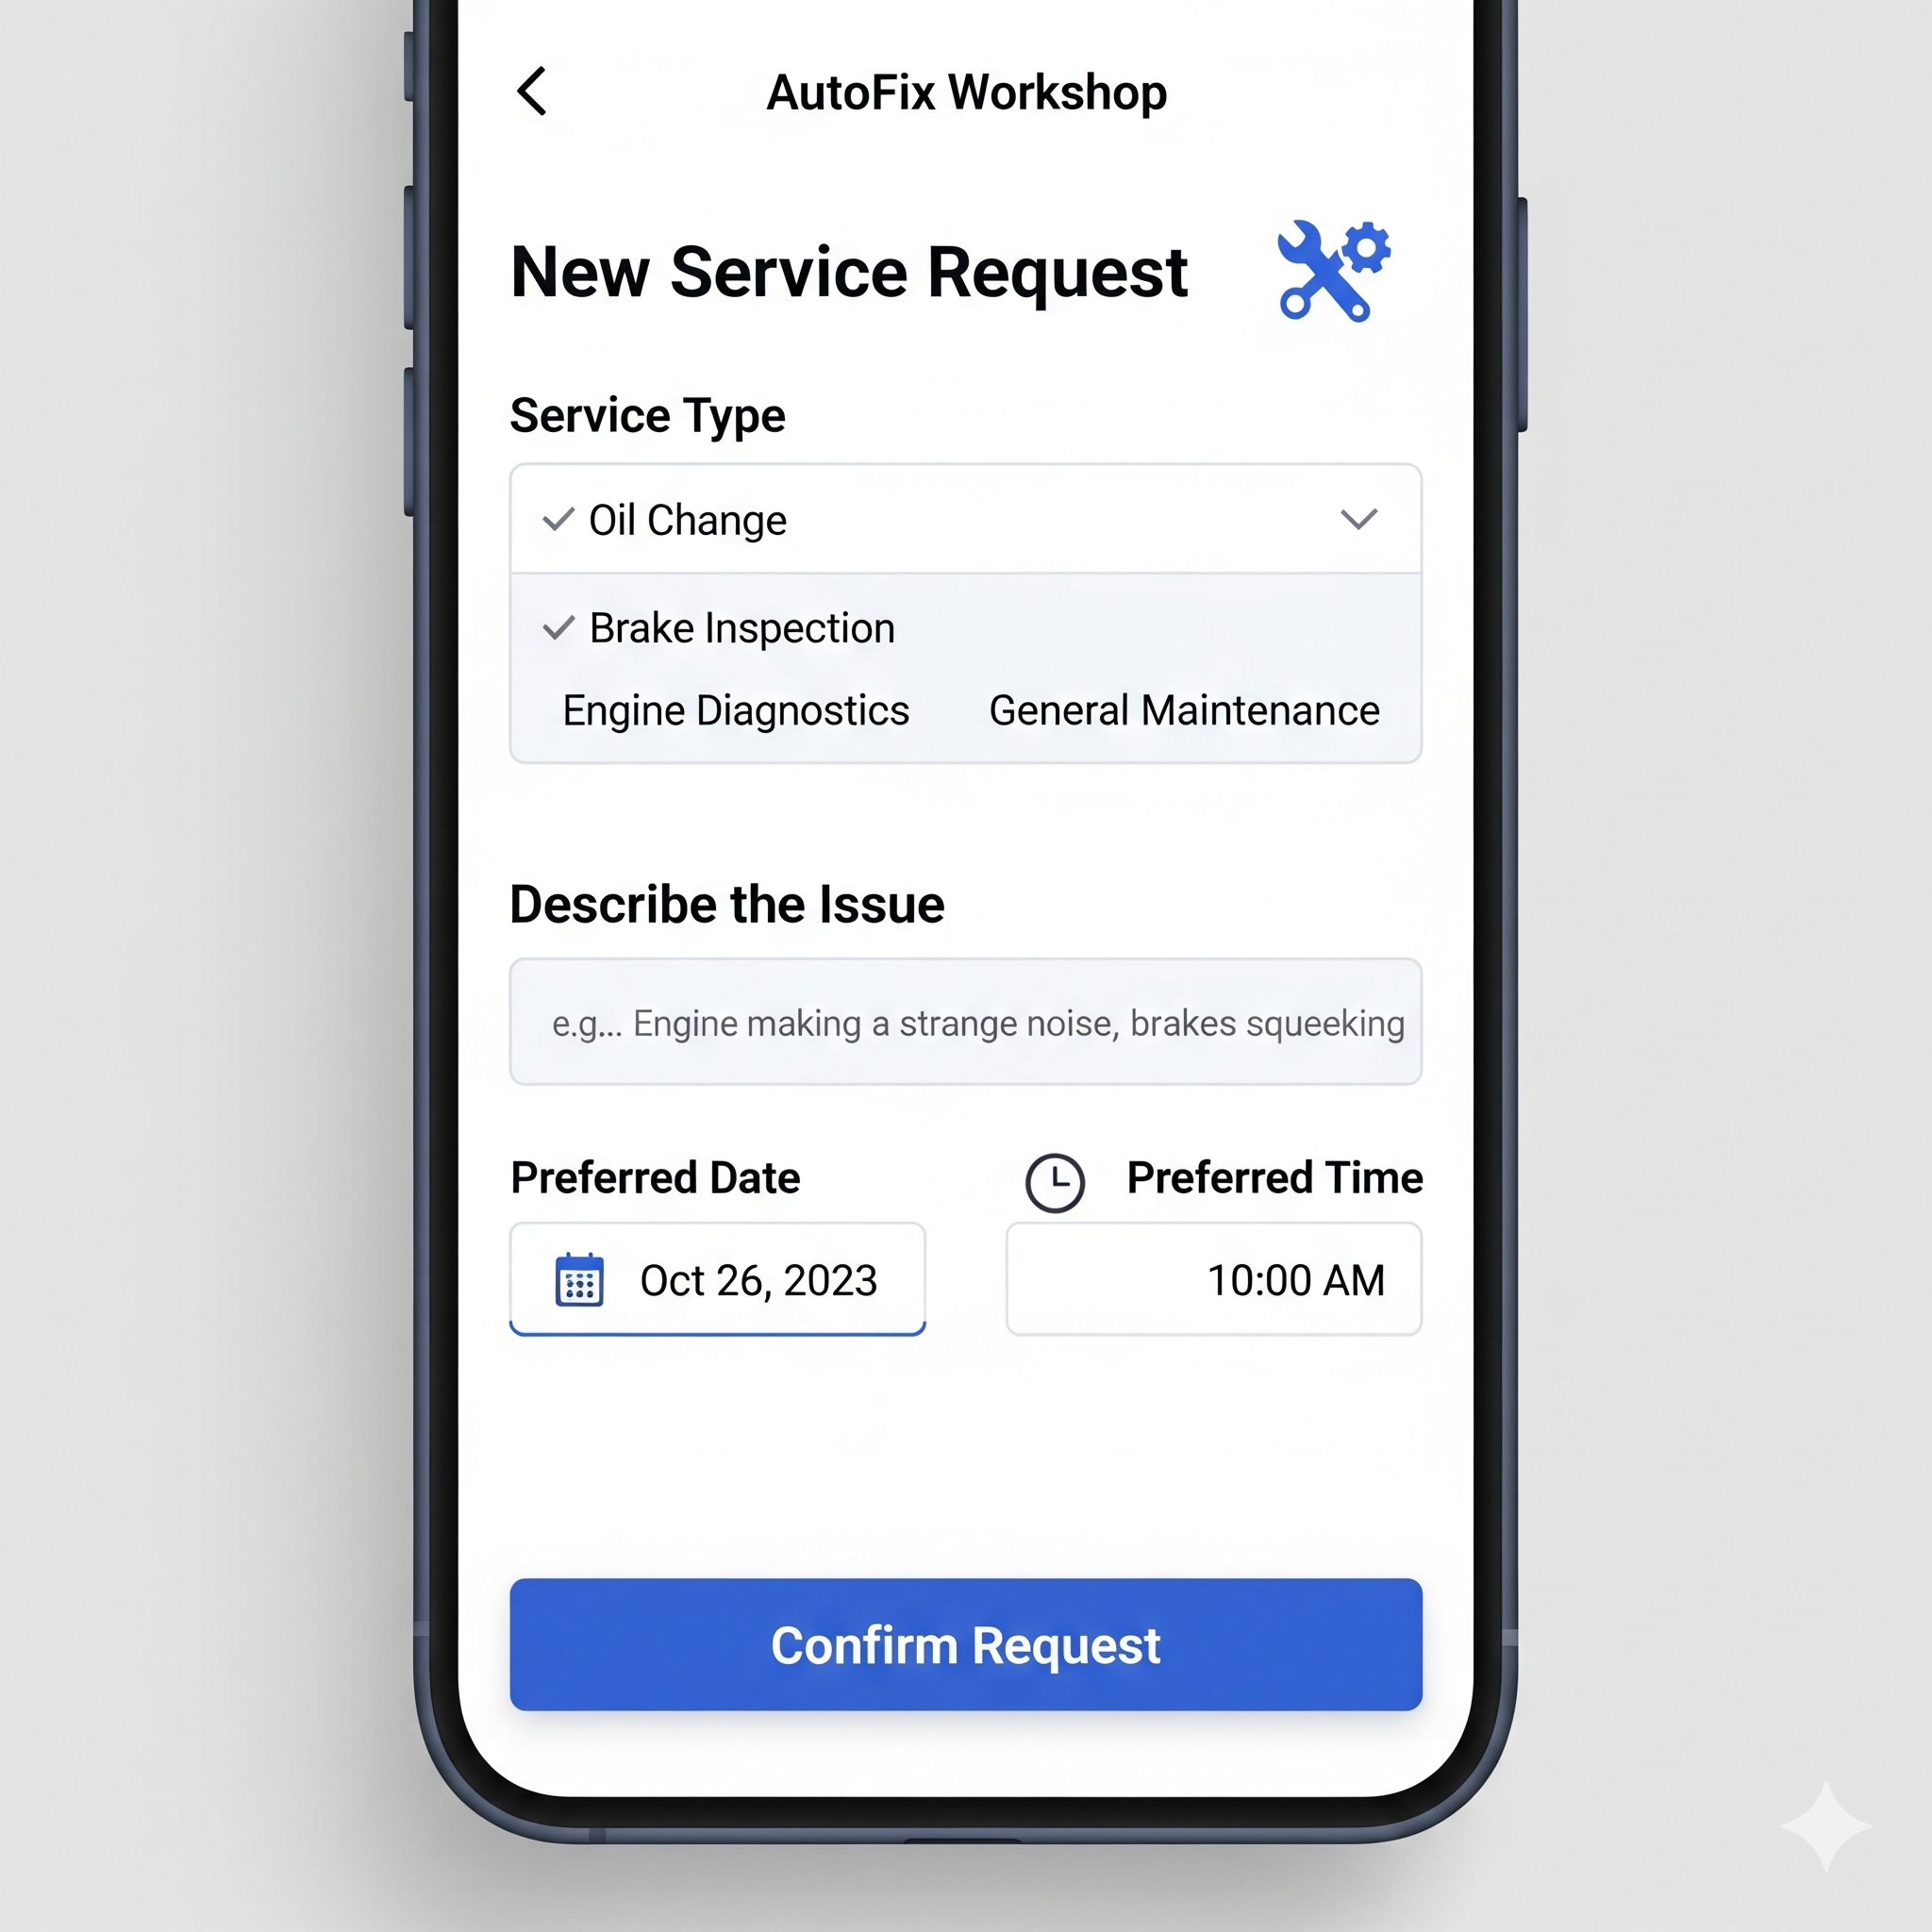 AutoFix Workshop
New Service Request
Service Type
Oil Change
Brake Inspection
Engine Diagnostics General Maintenance
Describe the Issue
e.g... Engine making a strange noise, brakes squeeking
Preferred Date Preferred Time
Oct 26, 2023 10:00 AM
Confirm Request